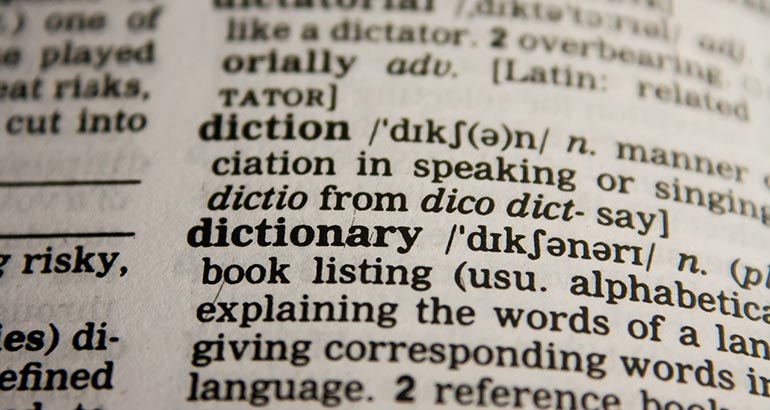 .) one of
e played
eat risks,
cut into
g risky,
ies) di-
efined
dictatorial /ˌdɪktəˈtɔːrɪəl/ adj.
like a dictator. 2 overbearing.
orially adv. [Latin: related
TATOR]
diction /ˈdɪkʃ(ə)n/ n. manner
ciation in speaking or singing
dictio from dico dict- say]
dictionary /ˈdɪkʃənərɪ/ n. (pl
book listing (usu. alphabetica
explaining the words of a lan
giving corresponding words in
language. 2 reference book